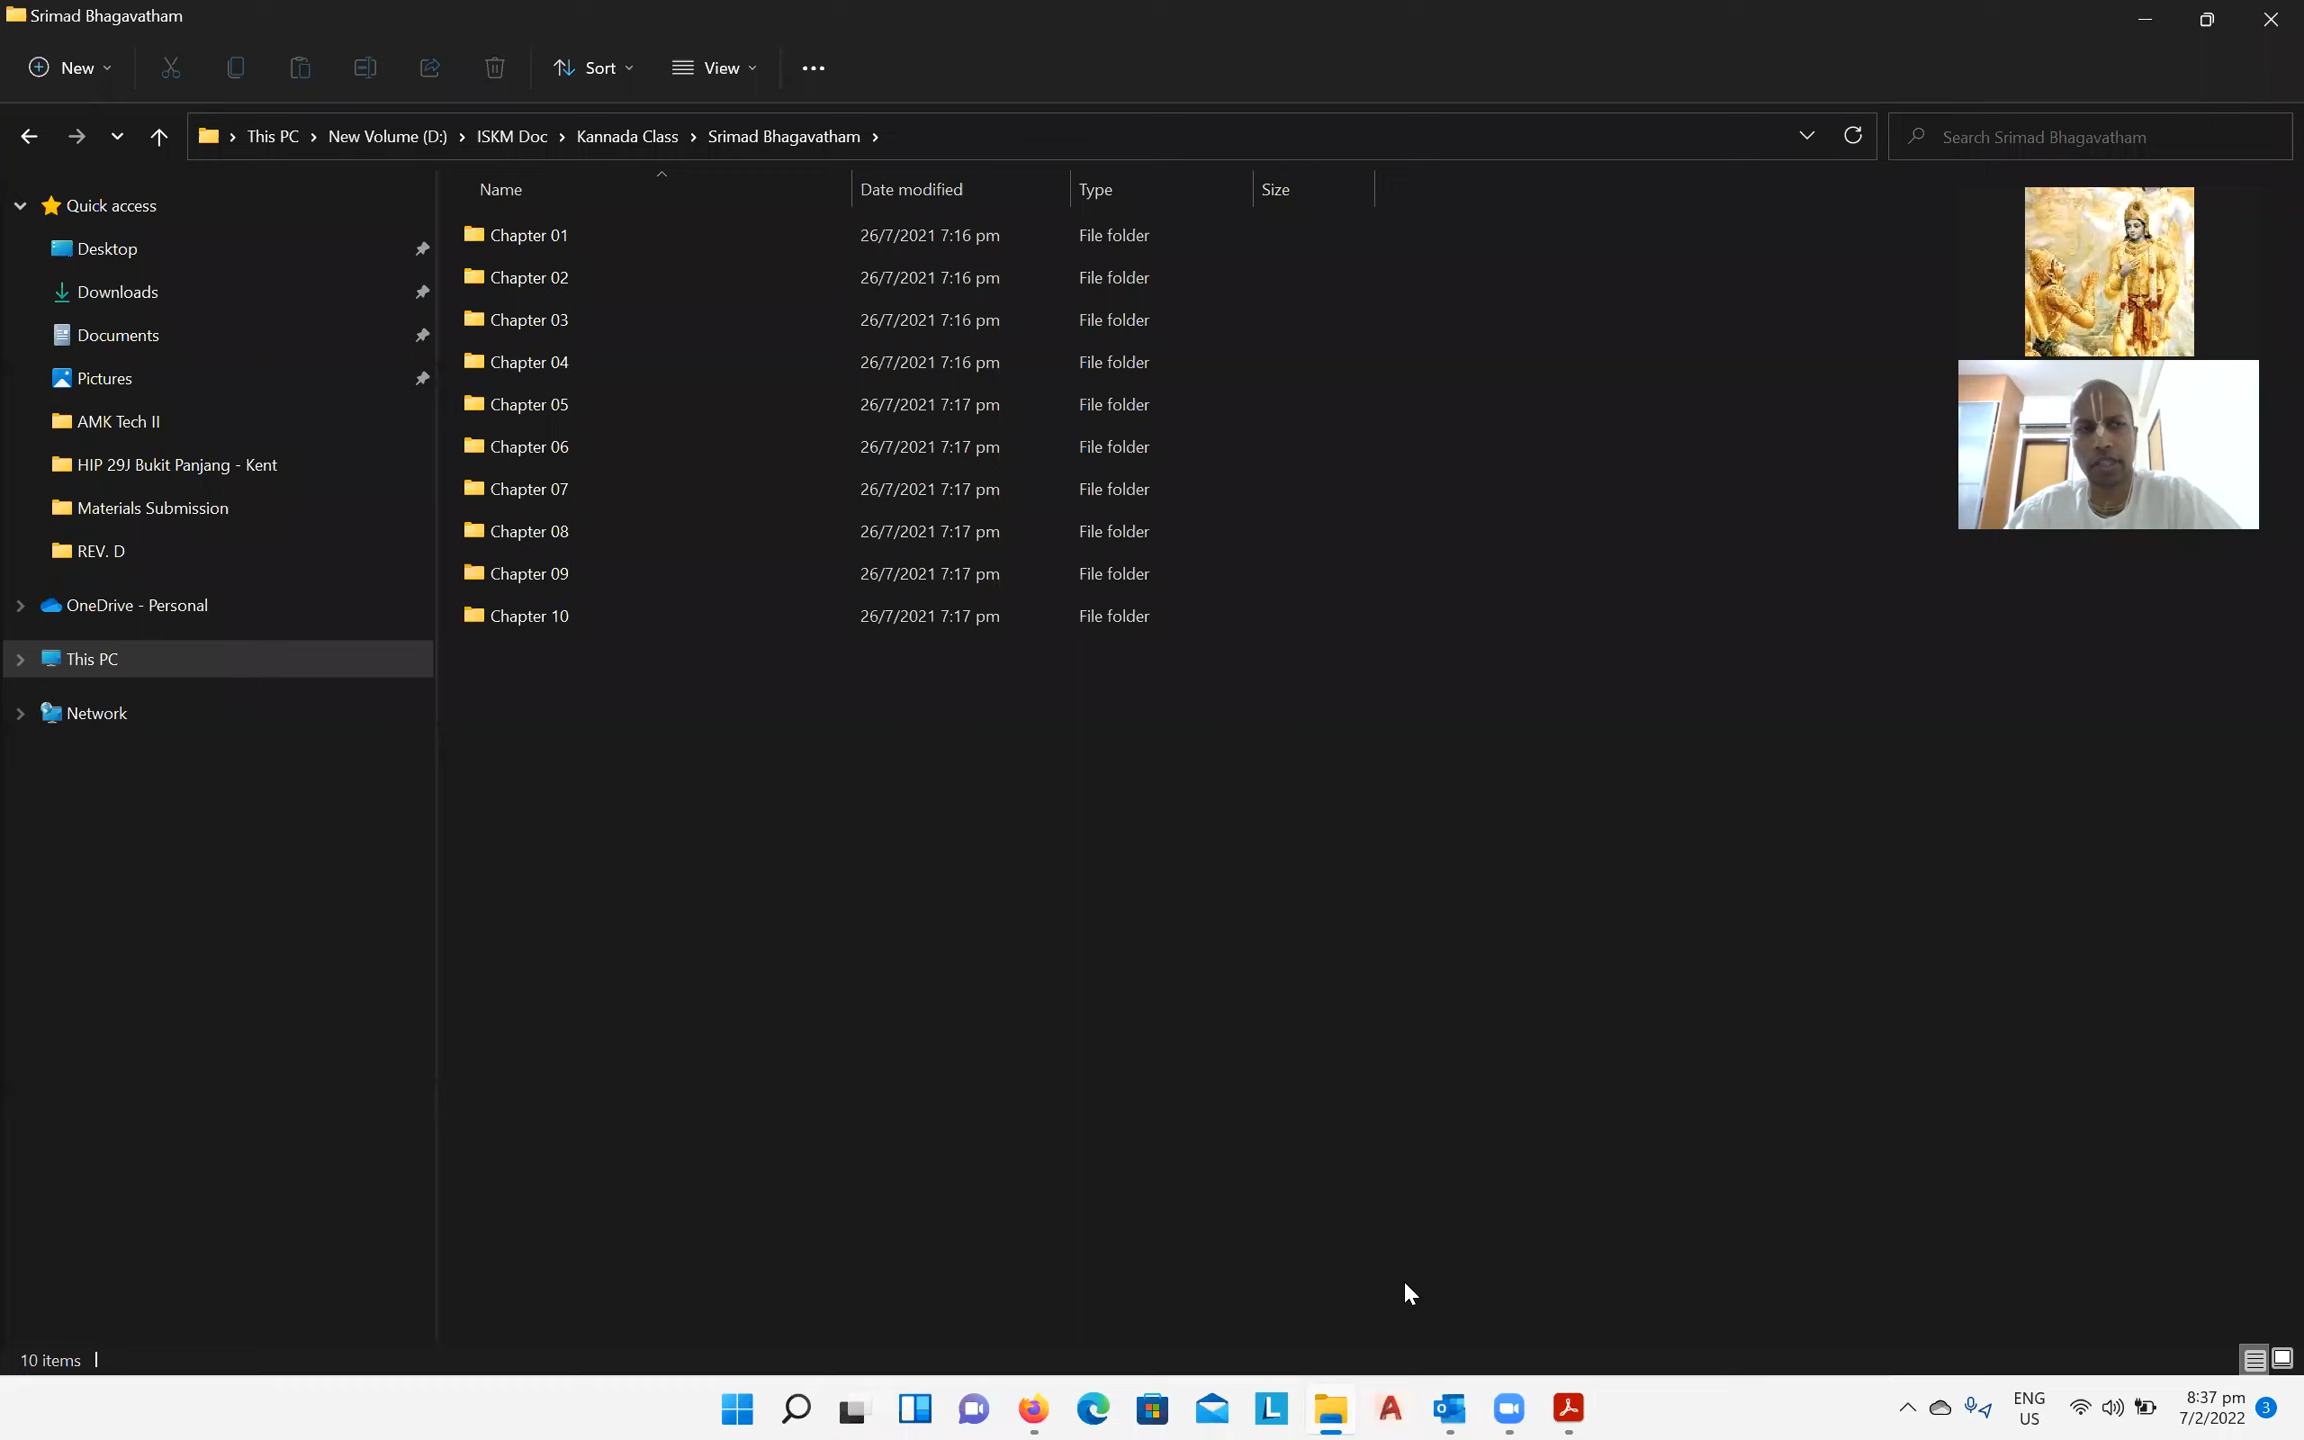 Srimad Bhagavatham
New
Sort
View
This PC > New Volume (D:) > ISKM Doc > Kannada Class > Srimad Bhagavatham >
Search Srimad Bhagavatham
Name Date modified Type Size
Quick access
Desktop
Downloads
Documents
Pictures
AMK Tech II
HIP 29J Bukit Panjang - Kent
Materials Submission
REV. D
OneDrive - Personal
This PC
Network
Chapter 01 26/7/2021 7:16 pm File folder
Chapter 02 26/7/2021 7:16 pm File folder
Chapter 03 26/7/2021 7:16 pm File folder
Chapter 04 26/7/2021 7:16 pm File folder
Chapter 05 26/7/2021 7:17 pm File folder
Chapter 06 26/7/2021 7:17 pm File folder
Chapter 07 26/7/2021 7:17 pm File folder
Chapter 08 26/7/2021 7:17 pm File folder
Chapter 09 26/7/2021 7:17 pm File folder
Chapter 10 26/7/2021 7:17 pm File folder
10 items
L
A
ENG
US
8:37 pm
7/2/2022
3